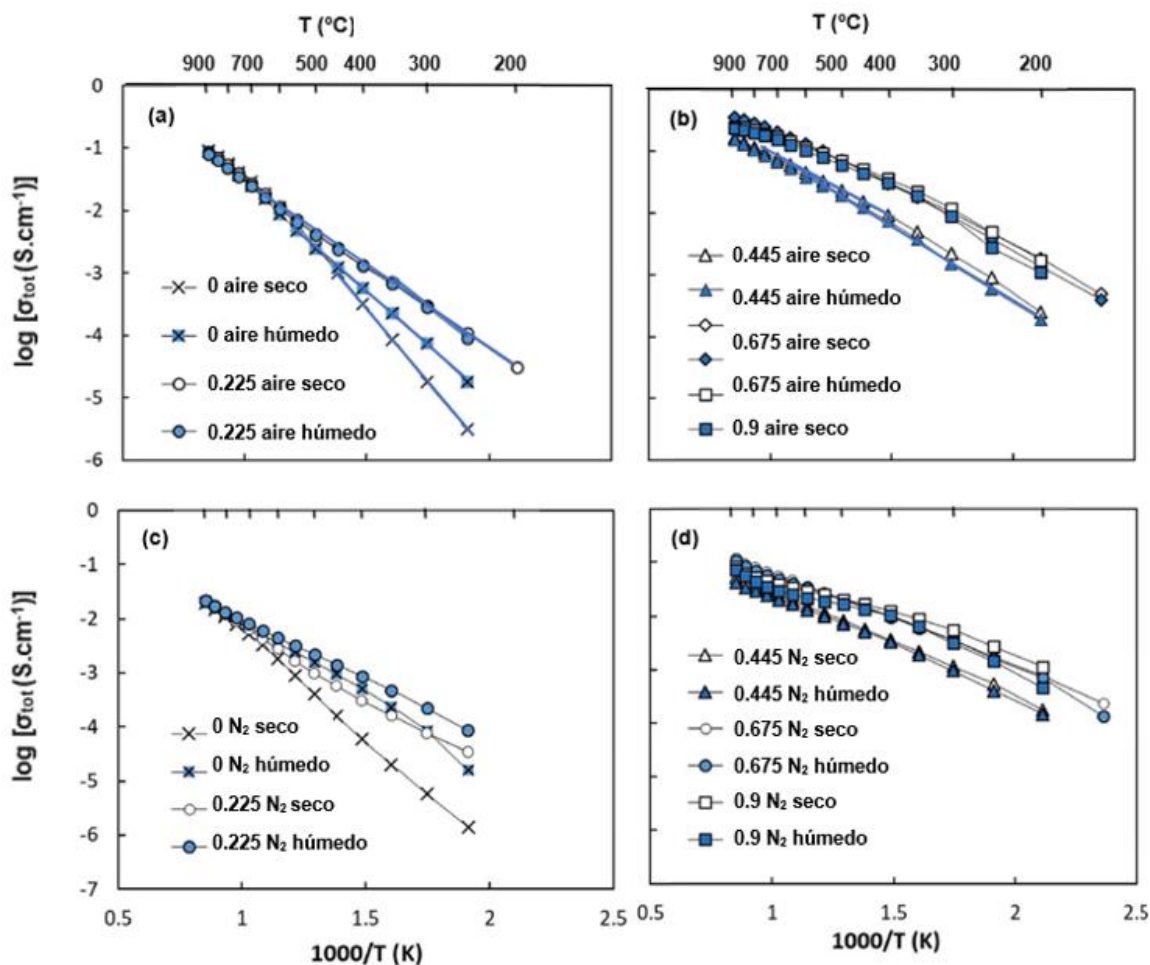 T (ºC)
900 700 500 400 300 200
0
-1
-2
-3
-4
-5
-6
log [σtot(S.cm⁻¹)]
(a)
0 aire seco
0 aire húmedo
0.225 aire seco
0.225 aire húmedo
T (ºC)
900 700 500 400 300 200
(b)
0.445 aire seco
0.445 aire húmedo
0.675 aire seco
0.675 aire húmedo
0.9 aire seco
0
-1
-2
-3
-4
-5
-6
-7
log [σtot(S.cm⁻¹)]
(c)
0 N₂ seco
0 N₂ húmedo
0.225 N₂ seco
0.225 N₂ húmedo
0.5 1 1.5 2
1000/T (K)
(d)
0.445 N₂ seco
0.445 N₂ húmedo
0.675 N₂ seco
0.675 N₂ húmedo
0.9 N₂ seco
0.9 N₂ húmedo
0.5 1 1.5 2 2.5
1000/T (K)